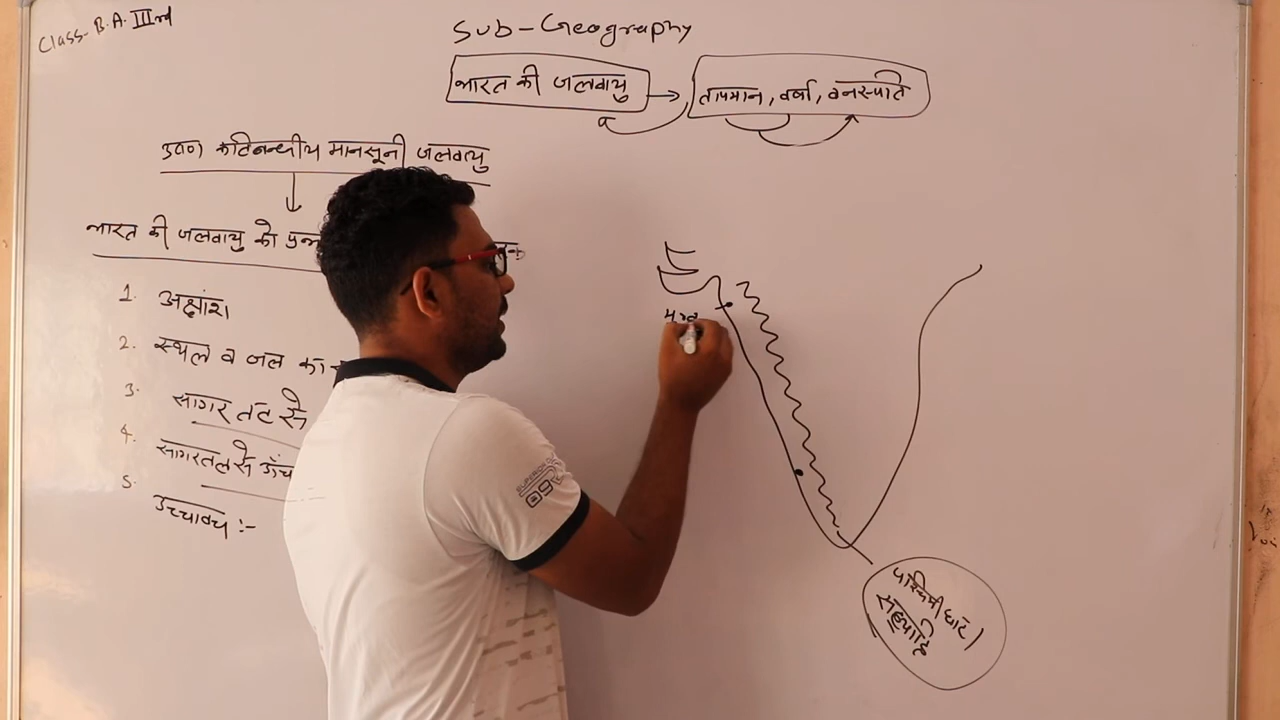 Class- B.A. IIIrd
Sub- Geography
भारत की जलवायु → तापमान, वर्षा, वनस्पति
उष्ण कटिबन्धीय मानसूनी जलवायु
भारत की जलवायु को
1. अक्षांश
2. स्थल व जल का
3. सागर तट से
4. सागरतल से
5. उच्चावच :-
पश्चिमी घाट /
सह्याद्रि